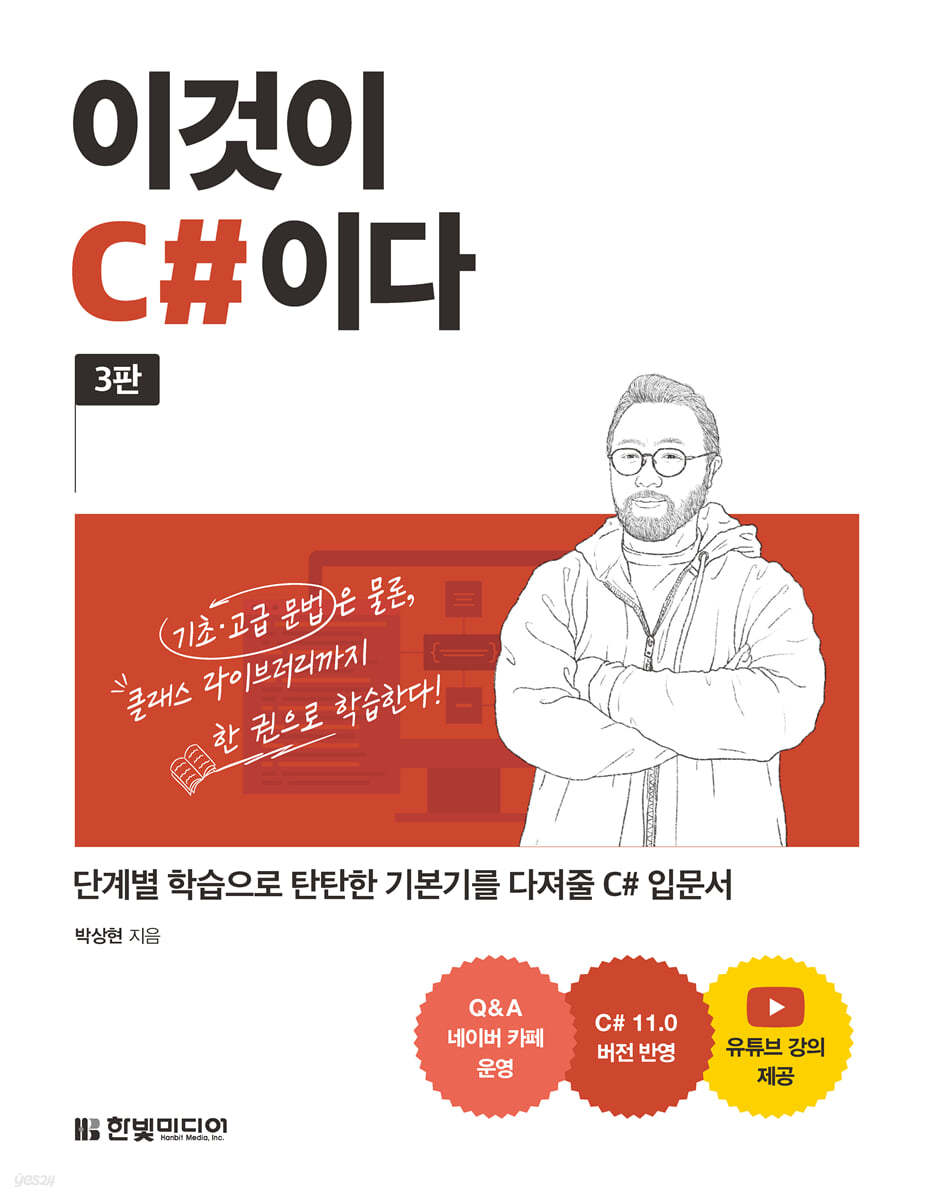 이것이
C#이다
3판
기초·고급 문법은 물론,
클래스 라이브러리까지
한 권으로 학습한다!
단계별 학습으로 탄탄한 기본기를 다져줄 C# 입문서
박상현 지음
Q&A
네이버 카페
운영
C# 11.0
버전 반영
유튜브 강의
제공
HB 한빛미디어
Hanbit Media, Inc.
yes24